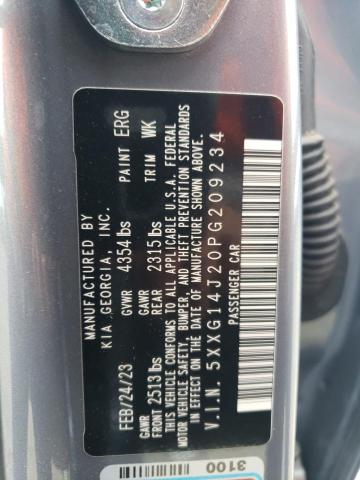 MANUFACTURED BY
KIA GEORGIA, INC.
FEB/24/23 GVWR 4354 lbs PAINT ERG
GAWR FRONT 2513 lbs GAWR REAR 2315 lbs TRIM WK
THIS VEHICLE CONFORMS TO ALL APPLICABLE U.S.A. FEDERAL
VEHICLE SAFETY, BUMPER, AND THEFT PREVENTION STANDARDS
IN EFFECT ON THE DATE OF MANUFACTURE SHOWN ABOVE.
V.I.N. 5XXG14J20PG209234
PASSENGER CAR
3100